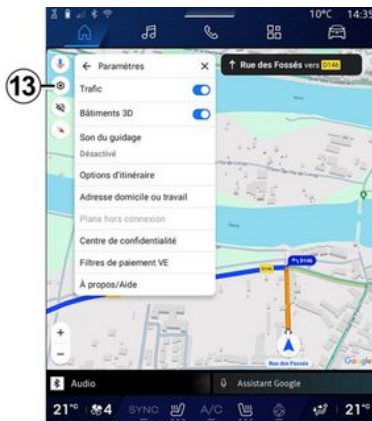 10°C 14:35
13
← Paramètres ×
↑ Rue des Fossés vers D146
Trafic
Bâtiments 3D
Son du guidage
Désactivé
Options d'itinéraire
Adresse domicile ou travail
Plans hors connexion
Centre de confidentialité
Filtres de paiement VE
À propos/Aide
D146
+
−
Rue des Fossés
Google
Audio
Assistant Google
21°° 4 SYNC A/C 21°°